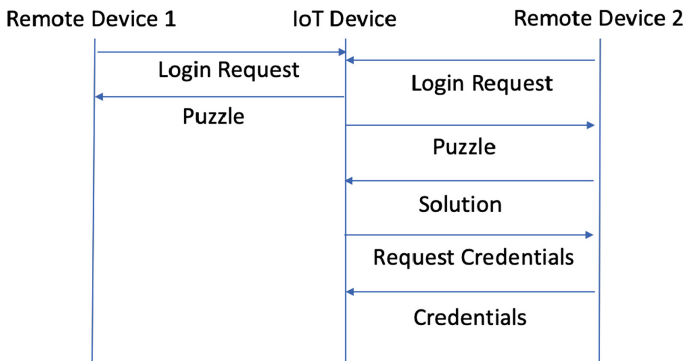 Remote Device 1
IoT Device
Remote Device 2
Login Request
Login Request
Puzzle
Puzzle
Solution
Request Credentials
Credentials